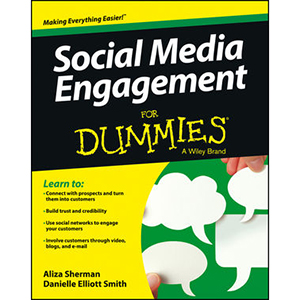 Making Everything Easier!™
Social Media
Engagement
FOR
DUMMIES®
A Wiley Brand
Learn to:
• Connect with prospects and turn
them into customers
• Build trust and credibility
• Use social networks to engage
your customers
• Involve customers through video,
blogs, and e-mail
Aliza Sherman
Danielle Elliott Smith